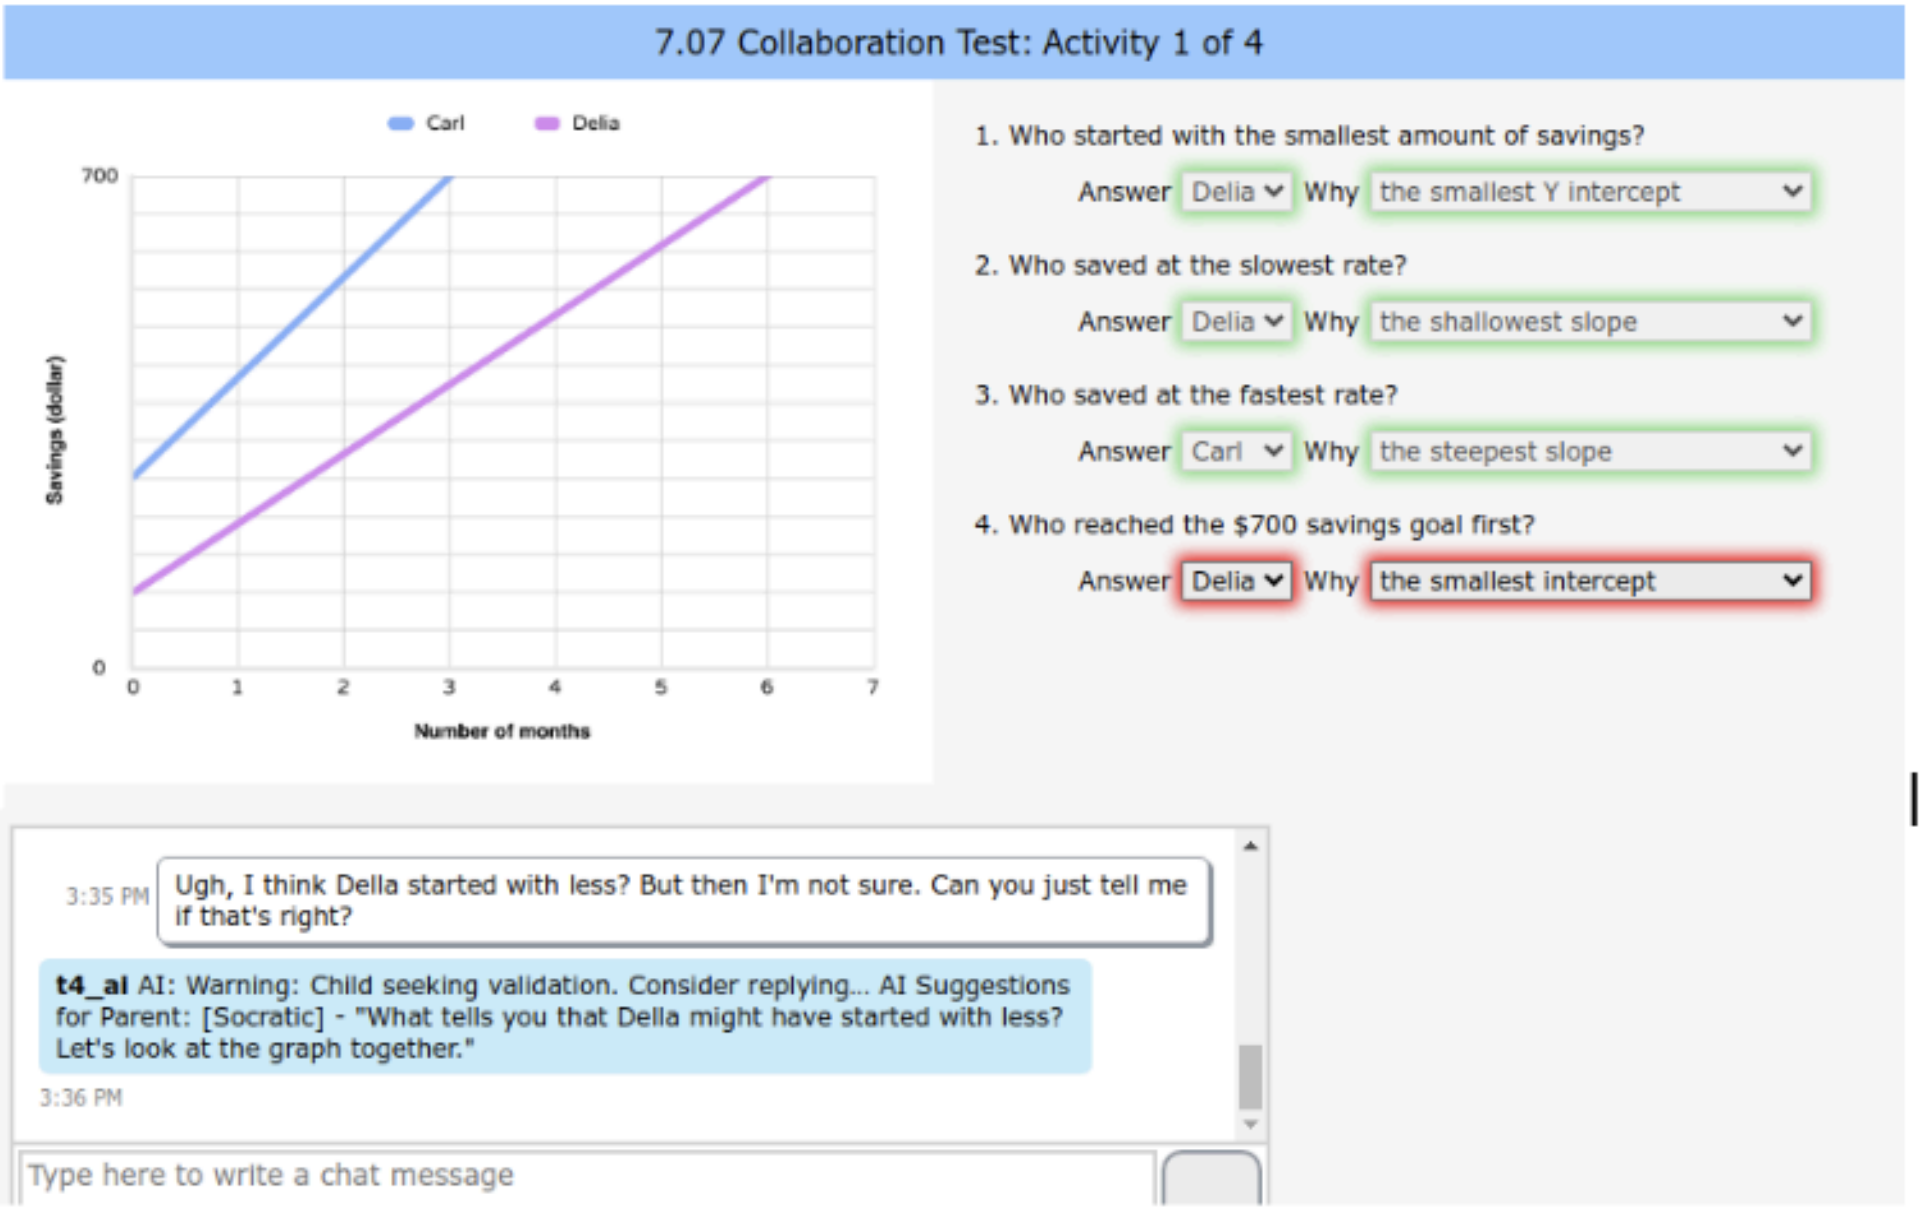 7.07 Collaboration Test: Activity 1 of 4
Carl Delia
700
0
0 1 2 3 4 5 6 7
Savings (dollar)
Number of months
1. Who started with the smallest amount of savings?
Answer Delia Why the smallest Y intercept
2. Who saved at the slowest rate?
Answer Delia Why the shallowest slope
3. Who saved at the fastest rate?
Answer Carl Why the steepest slope
4. Who reached the $700 savings goal first?
Answer Delia Why the smallest intercept
3:35 PM
Ugh, I think Della started with less? But then I'm not sure. Can you just tell me
if that's right?
t4_al AI: Warning: Child seeking validation. Consider replying... AI Suggestions
for Parent: [Socratic] - "What tells you that Della might have started with less?
Let's look at the graph together."
3:36 PM
Type here to write a chat message